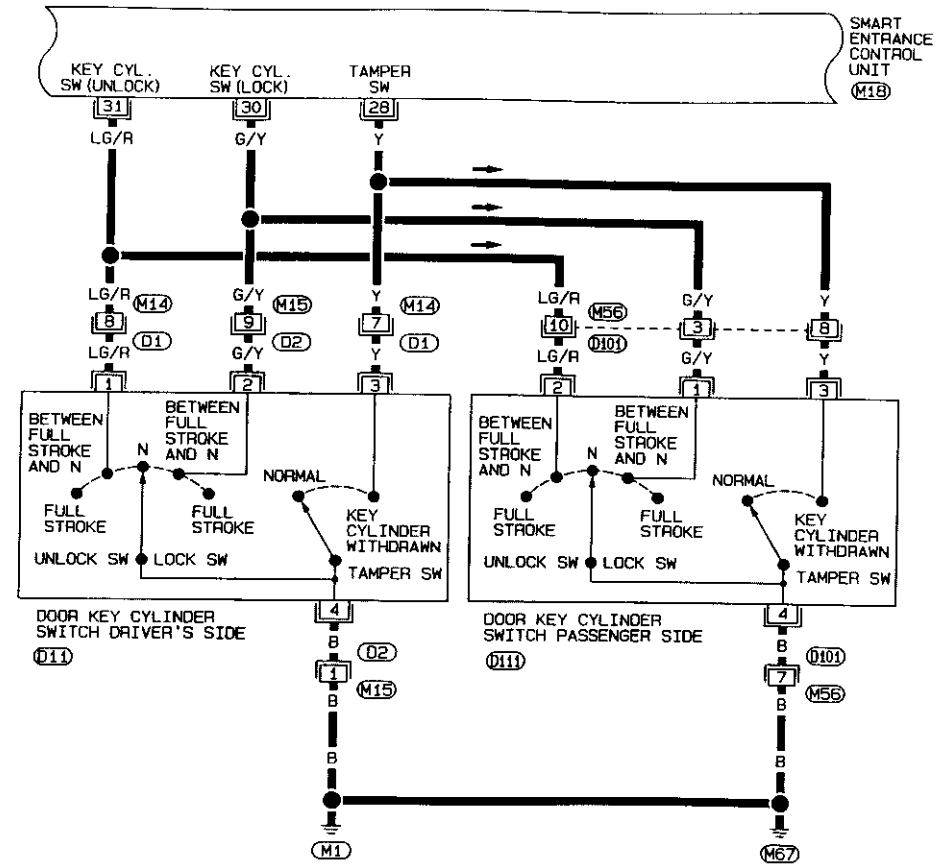 SMART
ENTRANCE
CONTROL
UNIT
M18
KEY CYL.
SW (UNLOCK)
KEY CYL.
SW (LOCK)
TAMPER
SW
31
30
28
LG/R
G/Y
Y
LG/R
M14
G/Y
M15
Y
M14
LG/R
M56
G/Y
Y
8
9
7
10
3
8
D1
D2
D1
D101
LG/R
G/Y
Y
LG/R
G/Y
Y
1
2
3
2
1
3
BETWEEN
FULL
STROKE
AND N
N
BETWEEN
FULL
STROKE
AND N
NORMAL
FULL
STROKE
FULL
STROKE
KEY
CYLINDER
WITHDRAWN
UNLOCK SW
LOCK SW
TAMPER SW
BETWEEN
FULL
STROKE
AND N
N
BETWEEN
FULL
STROKE
AND N
NORMAL
FULL
STROKE
FULL
STROKE
KEY
CYLINDER
WITHDRAWN
UNLOCK SW
LOCK SW
TAMPER SW
4
4
DOOR KEY CYLINDER
SWITCH DRIVER'S SIDE
D11
DOOR KEY CYLINDER
SWITCH PASSENGER SIDE
D111
B
D2
1
M15
B
B
B
D101
7
M56
B
B
M1
M67